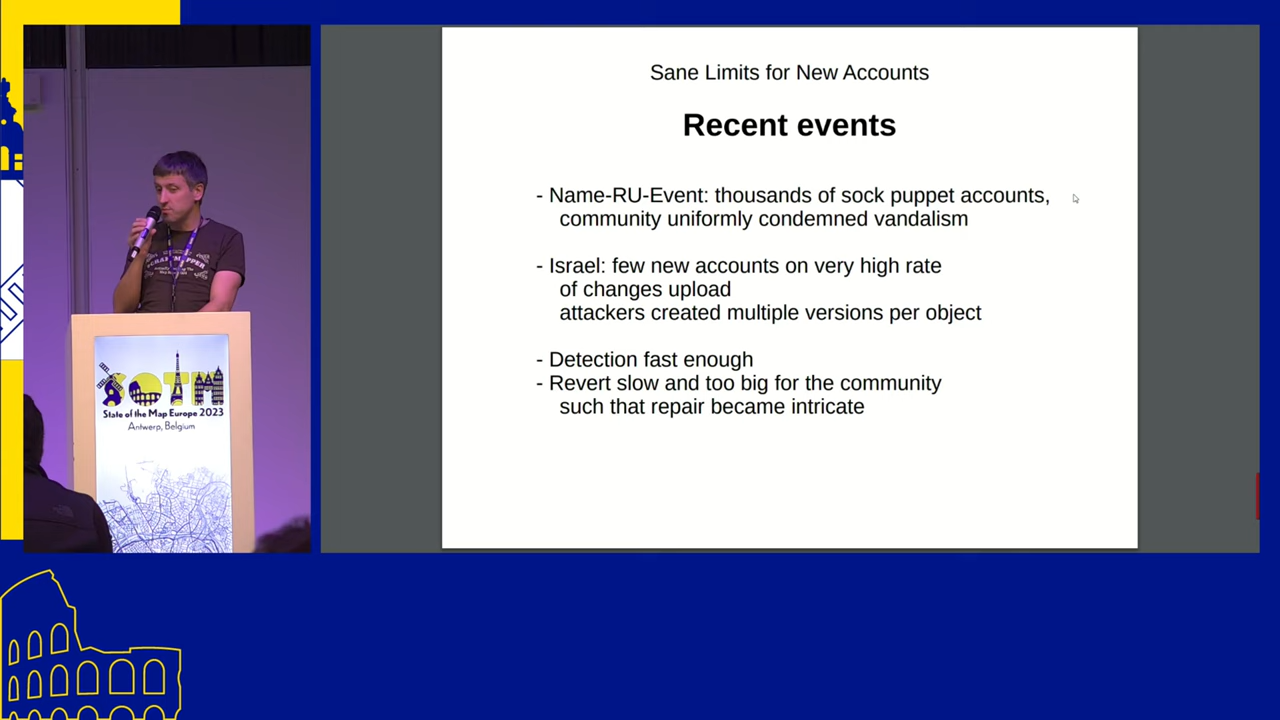 Sane Limits for New Accounts
Recent events
- Name-RU-Event: thousands of sock puppet accounts,
community uniformly condemned vandalism
- Israel: few new accounts on very high rate
of changes upload
attackers created multiple versions per object
- Detection fast enough
- Revert slow and too big for the community
such that repair became intricate
SOTM
State of the Map Europe 2023
Antwerp, Belgium